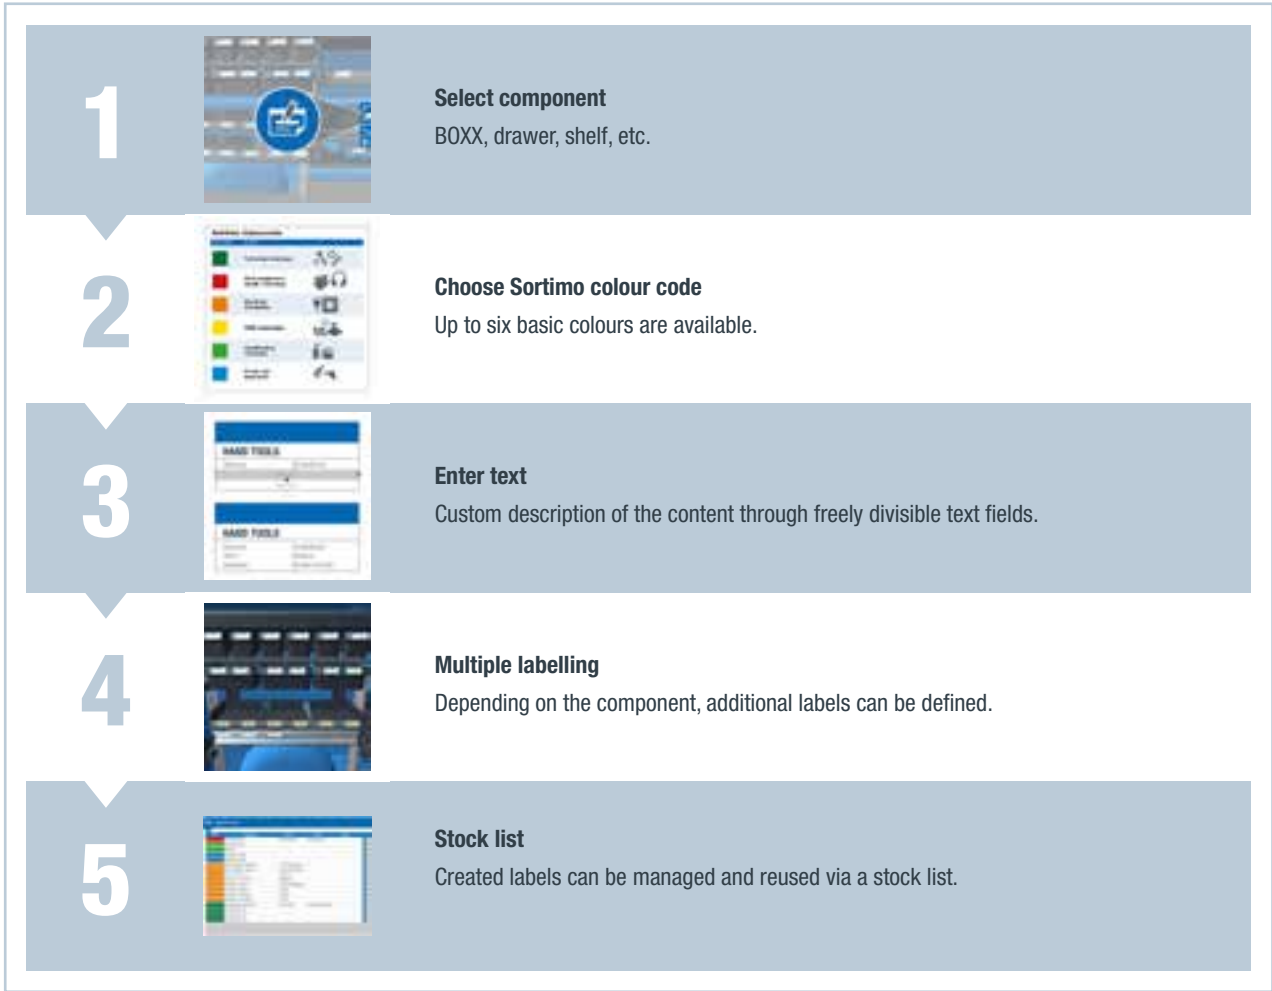 1
Select component
BOXX, drawer, shelf, etc.
2
Choose Sortimo colour code
Up to six basic colours are available.
3
HAND TOOLS
HAND TOOLS
Enter text
Custom description of the content through freely divisible text fields.
4
Multiple labelling
Depending on the component, additional labels can be defined.
5
Stock list
Created labels can be managed and reused via a stock list.